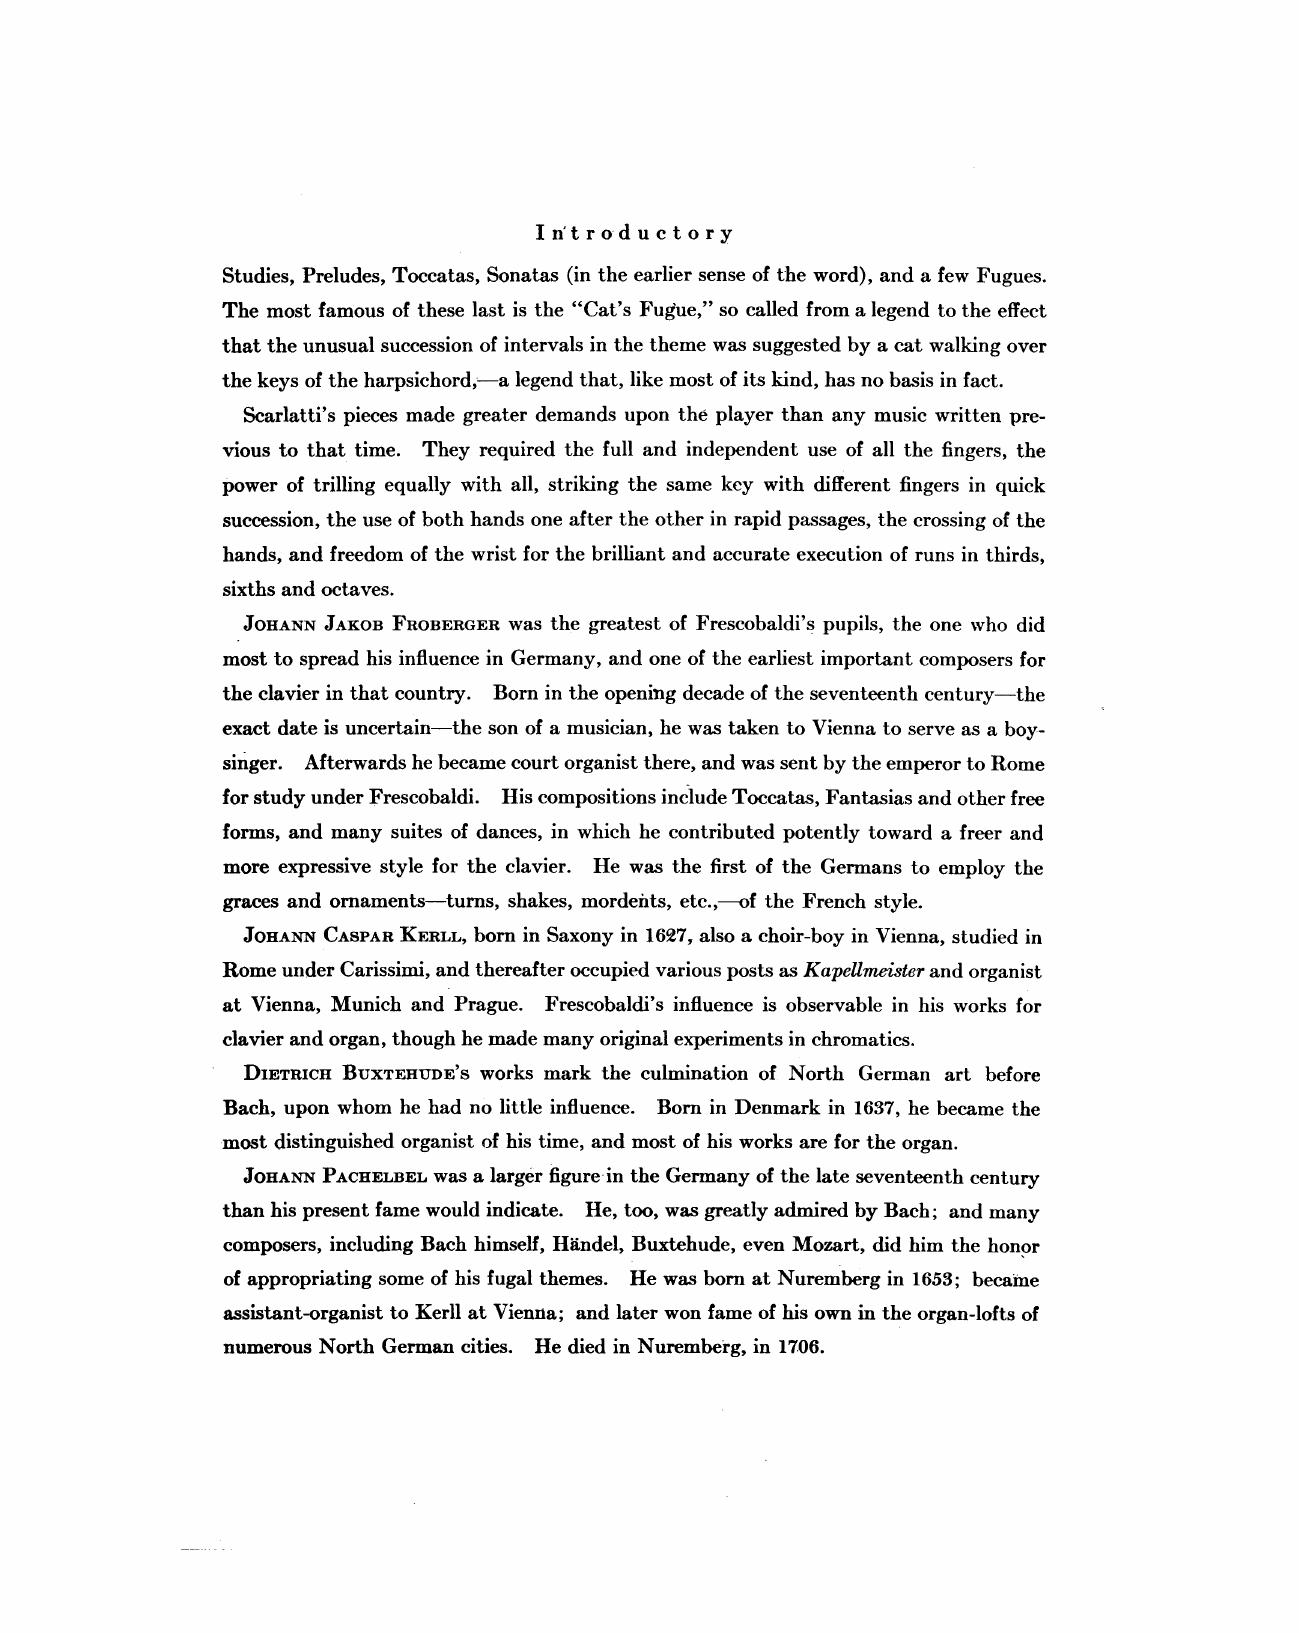 Introductory
Studies, Preludes, Toccatas, Sonatas (in the earlier sense of the word), and a few Fugues.
The most famous of these last is the “Cat's Fugue,” so called from a legend to the effect
that the unusual succession of intervals in the theme was suggested by a cat walking over
the keys of the harpsichord,—a legend that, like most of its kind, has no basis in fact.
Scarlatti's pieces made greater demands upon the player than any music written pre-
vious to that time. They required the full and independent use of all the fingers, the
power of trilling equally with all, striking the same key with different fingers in quick
succession, the use of both hands one after the other in rapid passages, the crossing of the
hands, and freedom of the wrist for the brilliant and accurate execution of runs in thirds,
sixths and octaves.
JOHANN JAKOB FROBERGER was the greatest of Frescobaldi's pupils, the one who did
most to spread his influence in Germany, and one of the earliest important composers for
the clavier in that country. Born in the opening decade of the seventeenth century—the
exact date is uncertain—the son of a musician, he was taken to Vienna to serve as a boy-
singer. Afterwards he became court organist there, and was sent by the emperor to Rome
for study under Frescobaldi. His compositions include Toccatas, Fantasias and other free
forms, and many suites of dances, in which he contributed potently toward a freer and
more expressive style for the clavier. He was the first of the Germans to employ the
graces and ornaments—turns, shakes, mordents, etc.,—of the French style.
JOHANN CASPAR KERLL, born in Saxony in 1627, also a choir-boy in Vienna, studied in
Rome under Carissimi, and thereafter occupied various posts as Kapellmeister and organist
at Vienna, Munich and Prague. Frescobaldi's influence is observable in his works for
clavier and organ, though he made many original experiments in chromatics.
DIETRICH BUXTEHUDE's works mark the culmination of North German art before
Bach, upon whom he had no little influence. Born in Denmark in 1637, he became the
most distinguished organist of his time, and most of his works are for the organ.
JOHANN PACHELBEL was a larger figure in the Germany of the late seventeenth century
than his present fame would indicate. He, too, was greatly admired by Bach; and many
composers, including Bach himself, Händel, Buxtehude, even Mozart, did him the honor
of appropriating some of his fugal themes. He was born at Nuremberg in 1653; became
assistant-organist to Kerll at Vienna; and later won fame of his own in the organ-lofts of
numerous North German cities. He died in Nuremberg, in 1706.